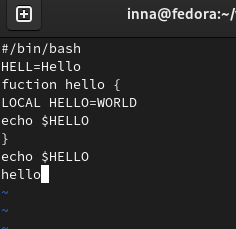 inna@fedora:~/
#/bin/bash
HELL=Hello
fuction hello {
LOCAL HELLO=WORLD
echo $HELLO
}
echo $HELLO
hello
~
~
~